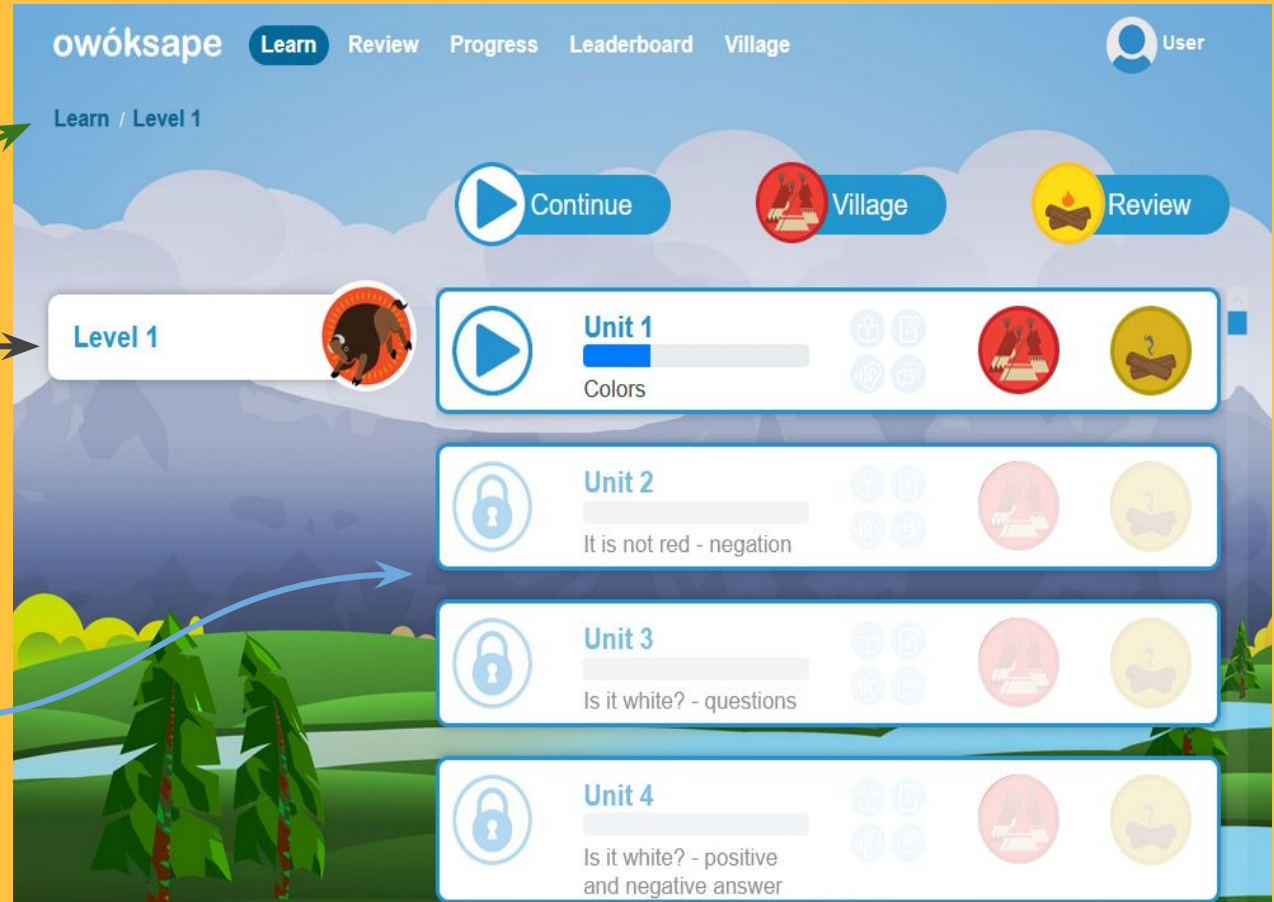 owóksape Learn Review Progress Leaderboard Village User
Learn / Level 1
Continue Village Review
Level 1
Unit 1
Colors
Unit 2
It is not red - negation
Unit 3
Is it white? - questions
Unit 4
Is it white? - positive
and negative answer